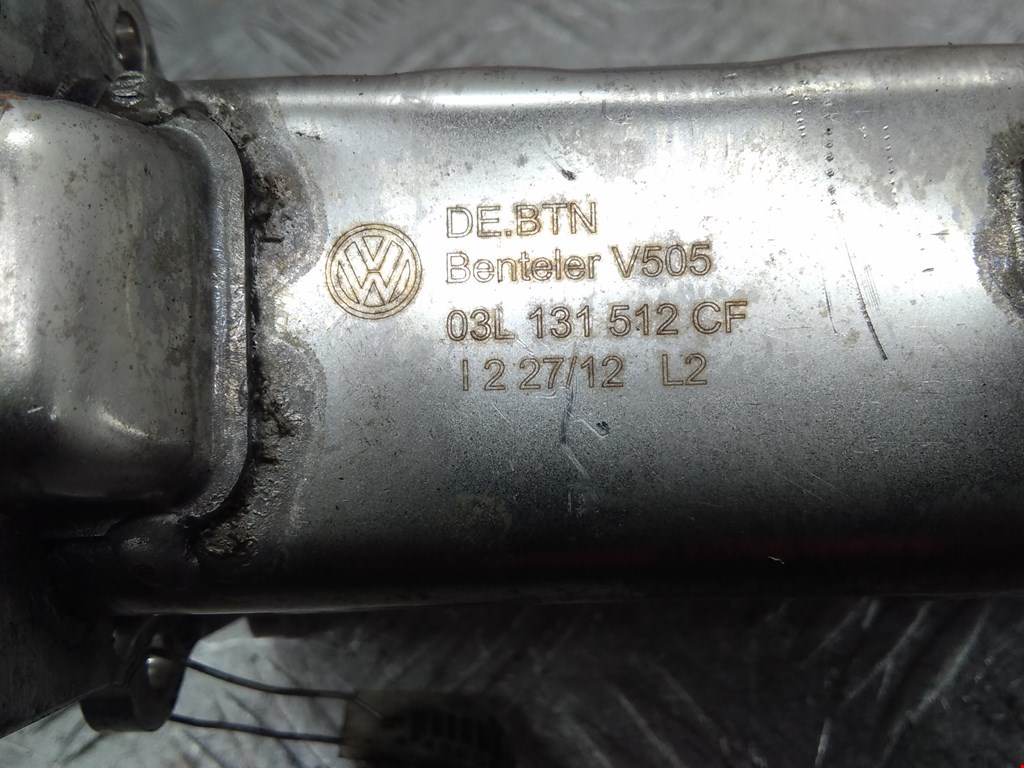 DE.BTN
Benteler V505
03L 131 512 CF
I 2 27/12 L2